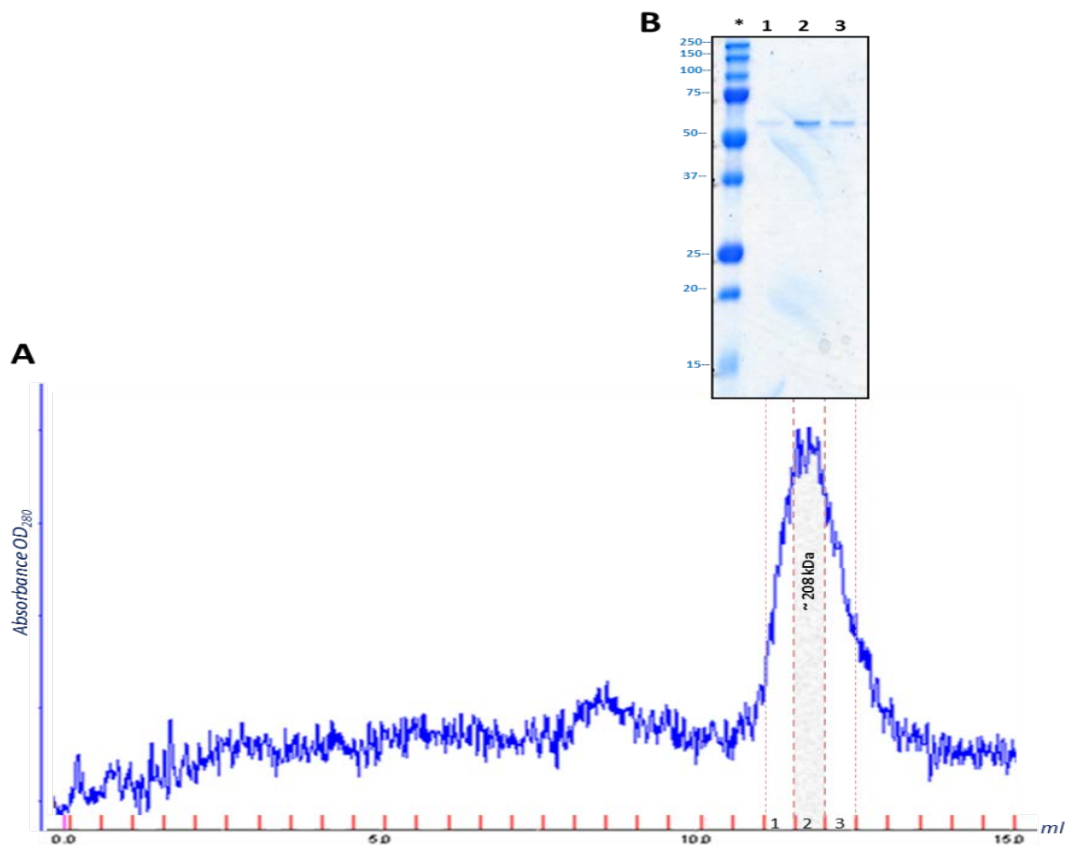 B
* 1 2 3
250--
150--
100--
75--
50--
37--
25--
20--
15--
A
Absorbance OD280
~ 208 kDa
1 2 3
0.0 5.0 10.0 15.0 ml